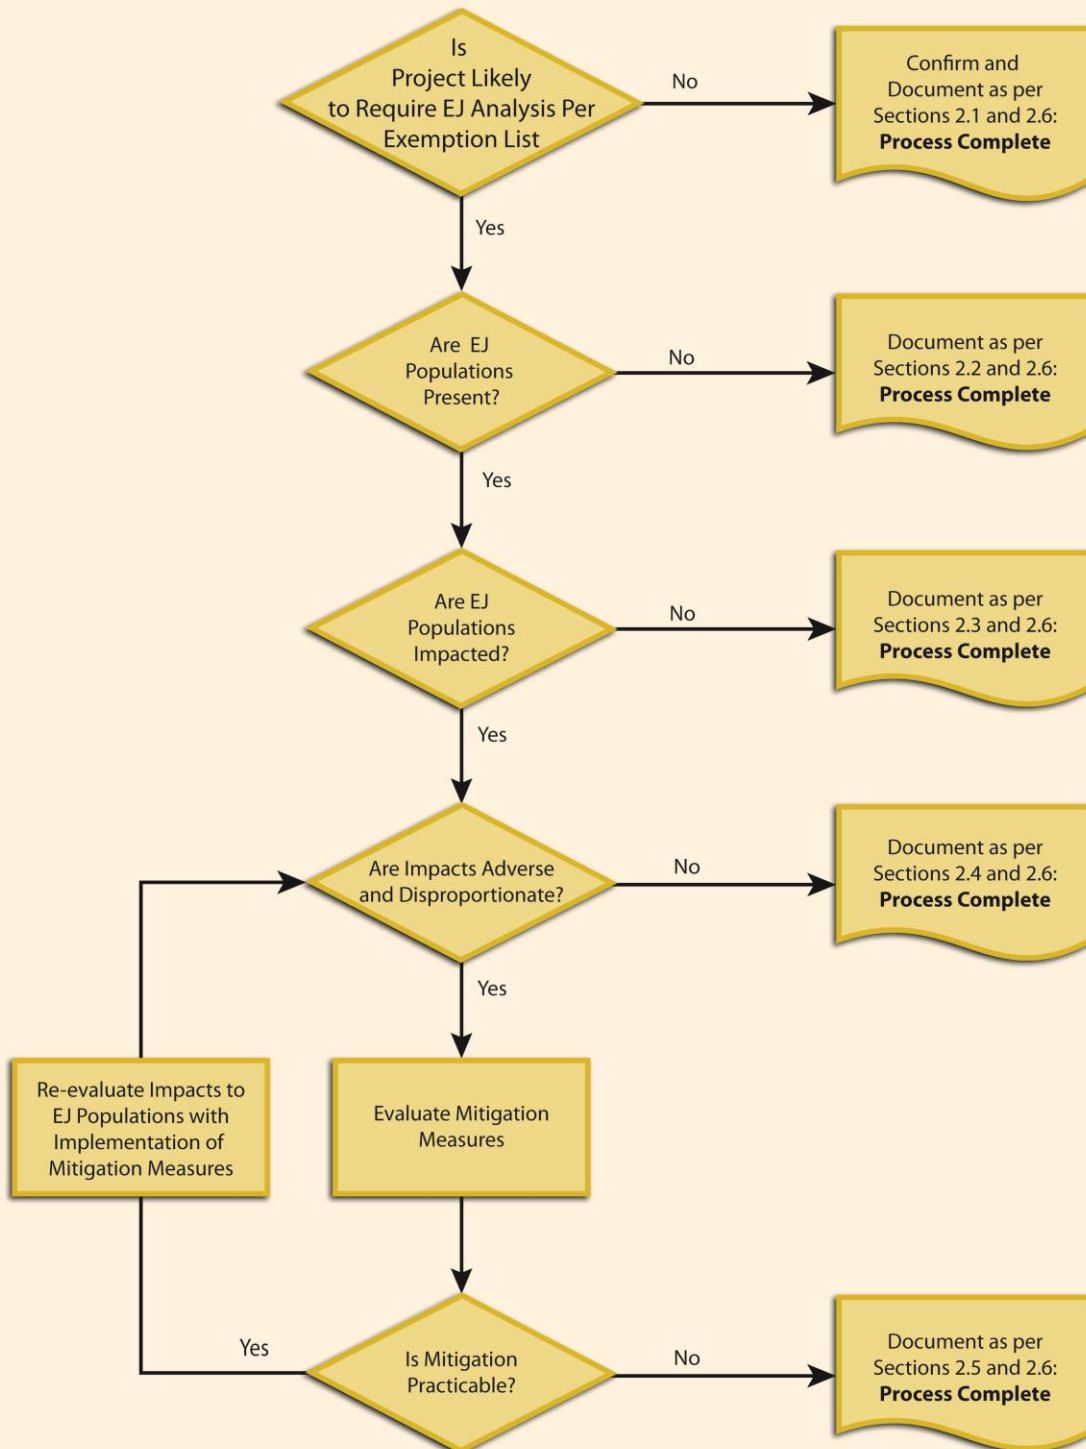 Is
Project Likely
to Require EJ Analysis Per
Exemption List
No
Confirm and
Document as per
Sections 2.1 and 2.6:
Process Complete
Yes
Are EJ
Populations
Present?
No
Document as per
Sections 2.2 and 2.6:
Process Complete
Yes
Are EJ
Populations
Impacted?
No
Document as per
Sections 2.3 and 2.6:
Process Complete
Yes
Are Impacts Adverse
and Disproportionate?
No
Document as per
Sections 2.4 and 2.6:
Process Complete
Yes
Re-evaluate Impacts to
EJ Populations with
Implementation of
Mitigation Measures
Evaluate Mitigation
Measures
Yes
Is Mitigation
Practicable?
No
Document as per
Sections 2.5 and 2.6:
Process Complete